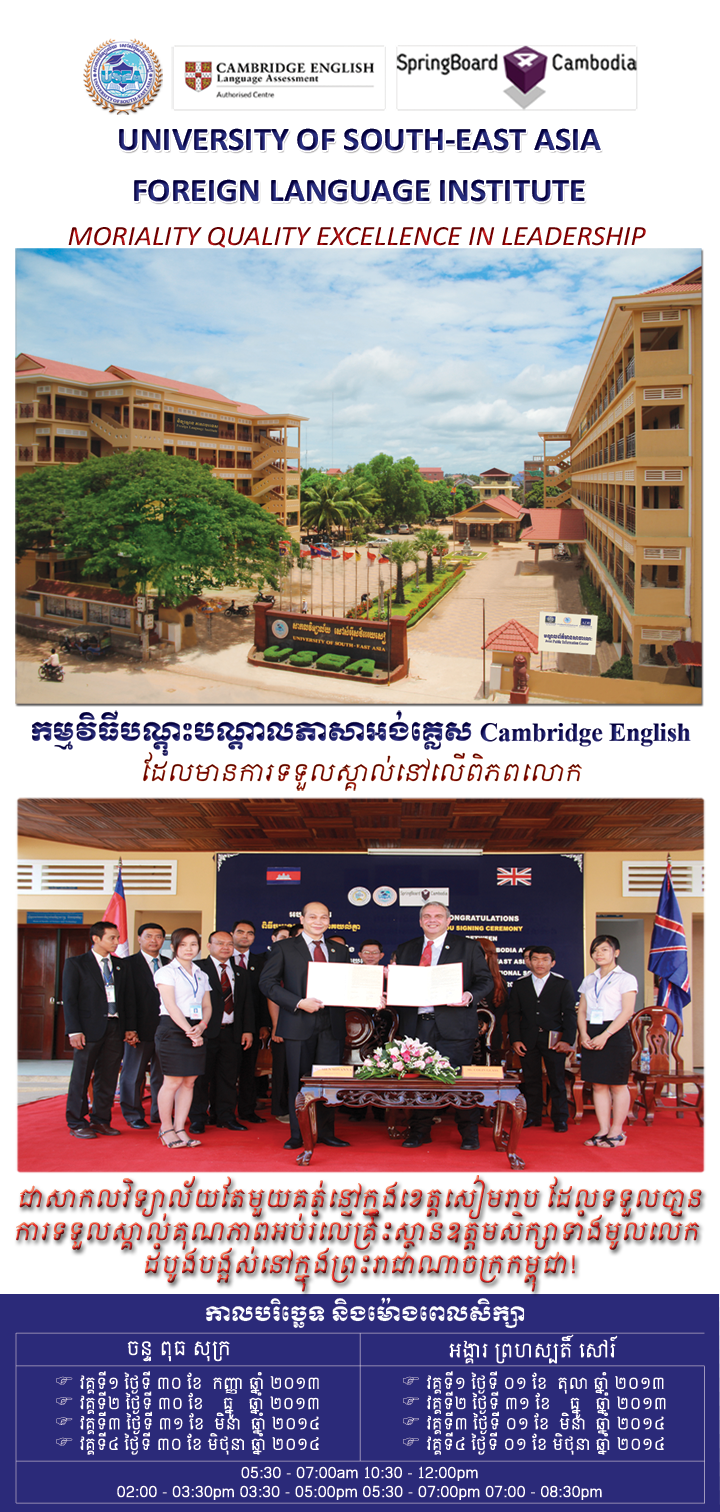 CAMBRIDGE ENGLISH
Language Assessment
Authorised Centre
SpringBoard Cambodia
UNIVERSITY OF SOUTH-EAST ASIA
FOREIGN LANGUAGE INSTITUTE
MORIALITY QUALITY EXCELLENCE IN LEADERSHIP
សាកលវិទ្យាល័យ សៅស៍អ៊ីសថ៍អេយសៀ
UNIVERSITY OF SOUTH-EAST ASIA
USEA
កម្មវិធីបណ្តុះបណ្តាលភាសាអង់គ្លេស Cambridge English
ដែលមានការទទួលស្គាល់នៅលើពិភពលោក
SpringBoard Cambodia
CONGRATULATIONS
SIGNING CEREMONY
ជាសាកលវិទ្យាល័យតែមួយគត់នៅក្នុងខេត្តសៀមរាប ដែលទទួលបាន
ការទទួលស្គាល់គុណភាពអប់រំលើគ្រឹះស្ថានឧត្តមសិក្សាទាំងមូលលើក
ដំបូងបង្អស់នៅក្នុងព្រះរាជាណាចក្រកម្ពុជា!
កាលបរិច្ឆេទ និងម៉ោងពេលសិក្សា
ចន្ទ ពុធ សុក្រ
អង្គារ ព្រហស្បតិ៍ សៅរ៍
☞ វគ្គទី១ ថ្ងៃទី ៣០ ខែ កញ្ញា ឆ្នាំ ២០១៣
☞ វគ្គទី២ ថ្ងៃទី ៣០ ខែ ធ្នូ ឆ្នាំ ២០១៣
☞ វគ្គទី៣ ថ្ងៃទី ៣១ ខែ មិនា ឆ្នាំ ២០១៤
☞ វគ្គទី៤ ថ្ងៃទី ៣០ ខែ មិថុនា ឆ្នាំ ២០១៤
☞ វគ្គទី១ ថ្ងៃទី ០១ ខែ តុលា ឆ្នាំ ២០១៣
☞ វគ្គទី២ ថ្ងៃទី ៣១ ខែ ធ្នូ ឆ្នាំ ២០១៣
☞ វគ្គទី៣ ថ្ងៃទី ០១ ខែ មិនា ឆ្នាំ ២០១៤
☞ វគ្គទី៤ ថ្ងៃទី ០១ ខែ មិថុនា ឆ្នាំ ២០១៤
05:30 - 07:00am 10:30 - 12:00pm
02:00 - 03:30pm 03:30 - 05:00pm 05:30 - 07:00pm 07:00 - 08:30pm